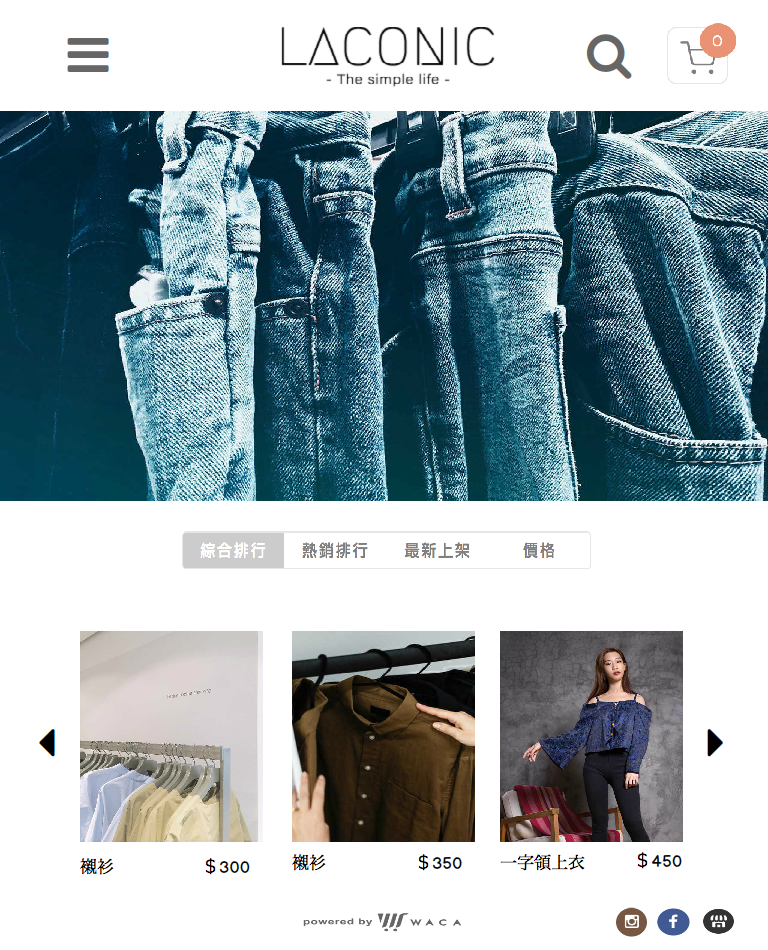 LACONIC
- The simple life -
0
綜合排行 熱銷排行 最新上架 價格
襯衫 $300
襯衫 $350
一字領上衣 $450
powered by WACA